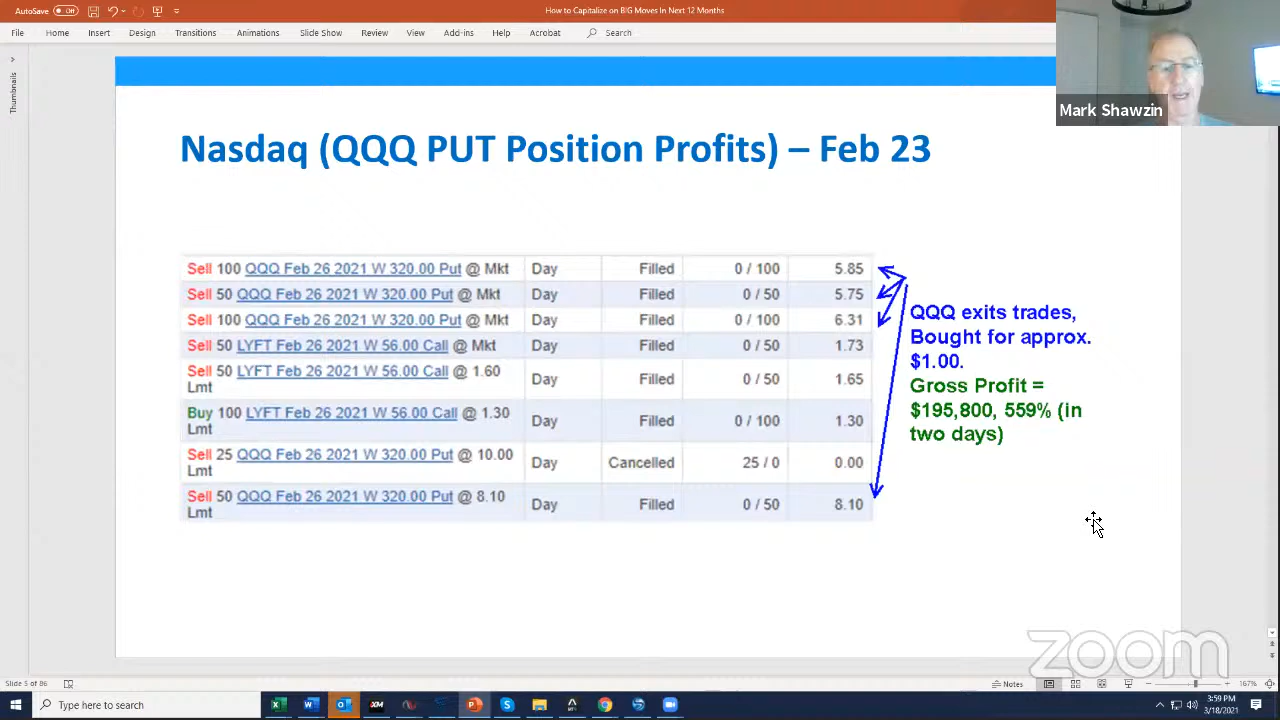 AutoSave Off
How to Capitalize on BIG Moves In Next 12 Months
File Home Insert Design Transitions Animations Slide Show Review View Add-ins Help Acrobat Search
Mark Shawzin
Thumbnails
Nasdaq (QQQ PUT Position Profits) – Feb 23
Sell 100 QQQ Feb 26 2021 W 320.00 Put @ Mkt Day Filled 0 / 100 5.85
Sell 50 QQQ Feb 26 2021 W 320.00 Put @ Mkt Day Filled 0 / 50 5.75
Sell 100 QQQ Feb 26 2021 W 320.00 Put @ Mkt Day Filled 0 / 100 6.31
Sell 50 LYFT Feb 26 2021 W 56.00 Call @ Mkt Day Filled 0 / 50 1.73
Sell 50 LYFT Feb 26 2021 W 56.00 Call @ 1.60
Lmt Day Filled 0 / 50 1.65
Buy 100 LYFT Feb 26 2021 W 56.00 Call @ 1.30
Lmt Day Filled 0 / 100 1.30
Sell 25 QQQ Feb 26 2021 W 320.00 Put @ 10.00
Lmt Day Cancelled 25 / 0 0.00
Sell 50 QQQ Feb 26 2021 W 320.00 Put @ 8.10
Lmt Day Filled 0 / 50 8.10
QQQ exits trades,
Bought for approx.
$1.00.
Gross Profit =
$195,800, 559% (in
two days)
zoom
Slide 5 of 86
Notes
167%
Type here to search
3:59 PM
3/18/2021